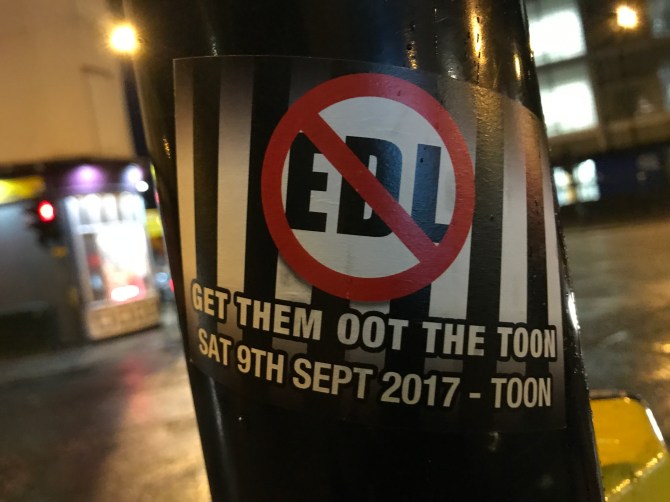 EDL
GET THEM OOT THE TOON
SAT 9TH SEPT 2017 - TOON